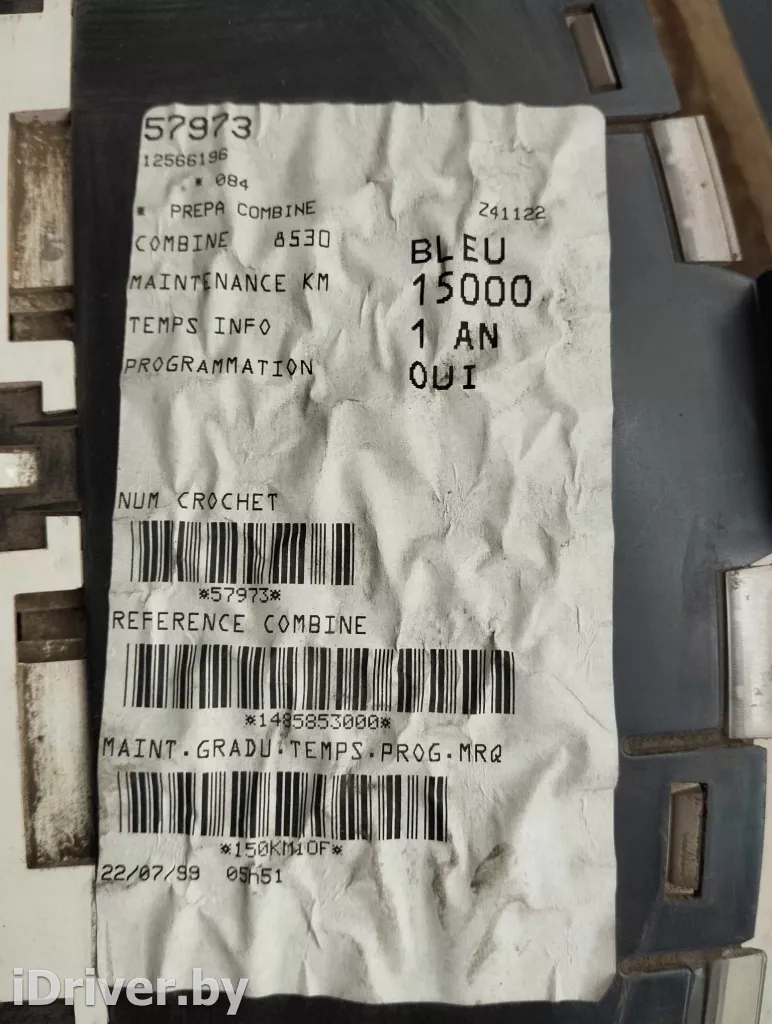 57973
12566196
* 084
* PREPA COMBINE 241122
COMBINE 8530 BLEU
MAINTENANCE KM 15000
TEMPS INFO 1 AN
PROGRAMMATION OUI
NUM CROCHET
*57973*
REFERENCE COMBINE
*1485853000*
MAINT.GRADU.TEMPS.PROG.MRQ
*150KM1OF*
22/07/99 05h51
iDriver.by